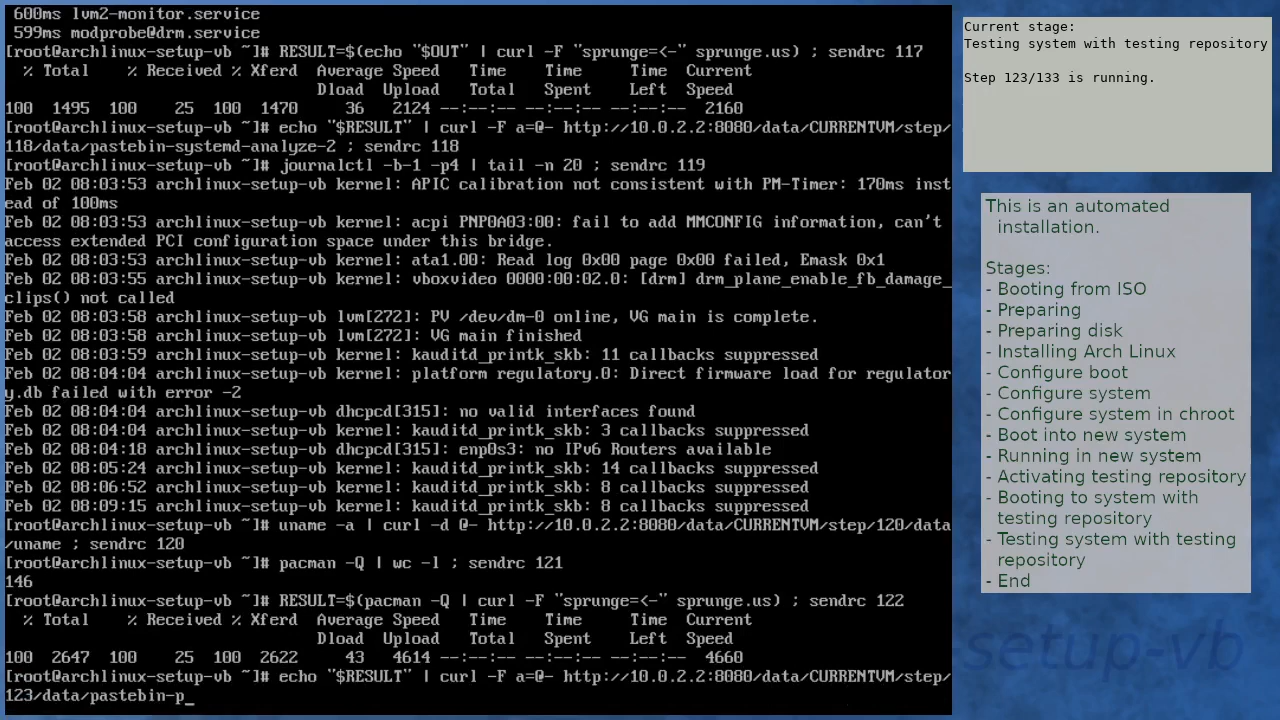 600ms lvm2-monitor.service
 599ms modprobe@drm.service
[root@archlinux-setup-vb ~]# RESULT=$(echo "$OUT" | curl -F "sprunge=<-" sprunge.us) ; sendrc 117
  % Total    % Received % Xferd  Average Speed   Time    Time     Time  Current
                                 Dload  Upload   Total   Spent    Left  Speed
100  1495  100    25  100  1470     36   2124 --:--:-- --:--:-- --:--:--  2160
[root@archlinux-setup-vb ~]# echo "$RESULT" | curl -F a=@- http://10.0.2.2:8080/data/CURRENTVM/step/
118/data/pastebin-systemd-analyze-2 ; sendrc 118
[root@archlinux-setup-vb ~]# journalctl -b-1 -p4 | tail -n 20 ; sendrc 119
Feb 02 08:03:53 archlinux-setup-vb kernel: APIC calibration not consistent with PM-Timer: 170ms inst
ead of 100ms
Feb 02 08:03:53 archlinux-setup-vb kernel: acpi PNP0A03:00: fail to add MMCONFIG information, can't
access extended PCI configuration space under this bridge.
Feb 02 08:03:53 archlinux-setup-vb kernel: ata1.00: Read log 0x00 page 0x00 failed, Emask 0x1
Feb 02 08:03:55 archlinux-setup-vb kernel: vboxvideo 0000:00:02.0: [drm] drm_plane_enable_fb_damage_
clips() not called
Feb 02 08:03:58 archlinux-setup-vb lvm[272]: PV /dev/dm-0 online, VG main is complete.
Feb 02 08:03:58 archlinux-setup-vb lvm[272]: VG main finished
Feb 02 08:03:59 archlinux-setup-vb kernel: kauditd_printk_skb: 11 callbacks suppressed
Feb 02 08:04:04 archlinux-setup-vb kernel: platform regulatory.0: Direct firmware load for regulator
y.db failed with error -2
Feb 02 08:04:04 archlinux-setup-vb dhcpcd[315]: no valid interfaces found
Feb 02 08:04:04 archlinux-setup-vb kernel: kauditd_printk_skb: 3 callbacks suppressed
Feb 02 08:04:18 archlinux-setup-vb dhcpcd[315]: enp0s3: no IPv6 Routers available
Feb 02 08:05:24 archlinux-setup-vb kernel: kauditd_printk_skb: 14 callbacks suppressed
Feb 02 08:06:52 archlinux-setup-vb kernel: kauditd_printk_skb: 8 callbacks suppressed
Feb 02 08:09:15 archlinux-setup-vb kernel: kauditd_printk_skb: 8 callbacks suppressed
[root@archlinux-setup-vb ~]# uname -a | curl -d @- http://10.0.2.2:8080/data/CURRENTVM/step/120/data
/uname ; sendrc 120
[root@archlinux-setup-vb ~]# pacman -Q | wc -l ; sendrc 121
146
[root@archlinux-setup-vb ~]# RESULT=$(pacman -Q | curl -F "sprunge=<-" sprunge.us) ; sendrc 122
  % Total    % Received % Xferd  Average Speed   Time    Time     Time  Current
                                 Dload  Upload   Total   Spent    Left  Speed
100  2647  100    25  100  2622     43   4614 --:--:-- --:--:-- --:--:--  4660
[root@archlinux-setup-vb ~]# echo "$RESULT" | curl -F a=@- http://10.0.2.2:8080/data/CURRENTVM/step/
123/data/pastebin-p_
Current stage:
Testing system with testing repository
Step 123/133 is running.
This is an automated
installation.
Stages:
- Booting from ISO
- Preparing
- Preparing disk
- Installing Arch Linux
- Configure boot
- Configure system
- Configure system in chroot
- Boot into new system
- Running in new system
- Activating testing repository
- Booting to system with
testing repository
- Testing system with testing
repository
- End
setup-vb